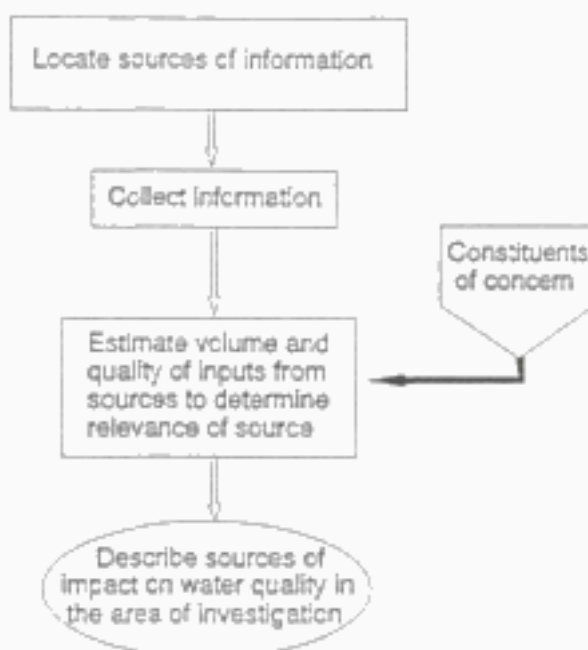 Locate sources of information
Collect information
Constituents
of concern
Estimate volume and
quality of inputs from
sources to determine
relevance of source
Describe sources of
impact on water quality in
the area of investigation